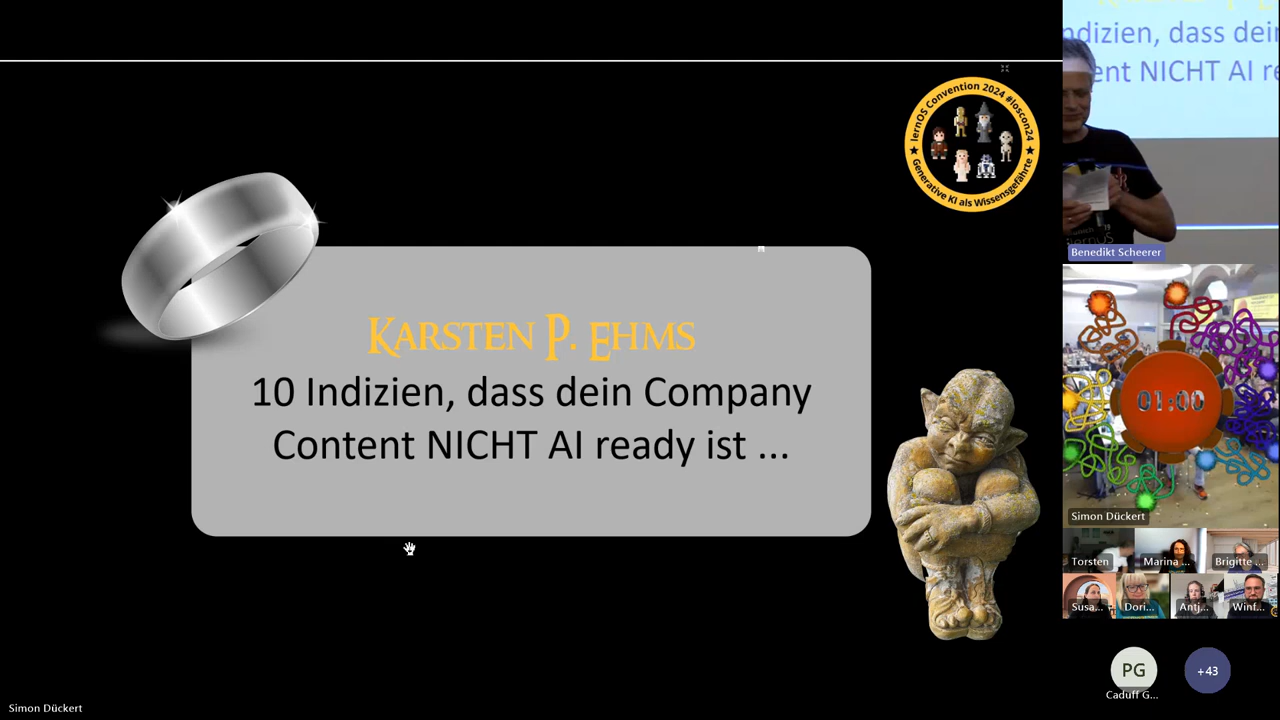 lernOS Convention 2024 #loscon24
Generative KI als Wissensgefährte
KARSTEN P. EHMS
10 Indizien, dass dein Company
Content NICHT AI ready ist ...
Simon Dückert
ndizien, dass dein
ent NICHT AI re
Benedikt Scheerer
01:00
Simon Dückert
Torsten
Marina ...
Brigitte ...
Susa...
Dori...
Antj...
Winf...
PG
+43
Caduff G...